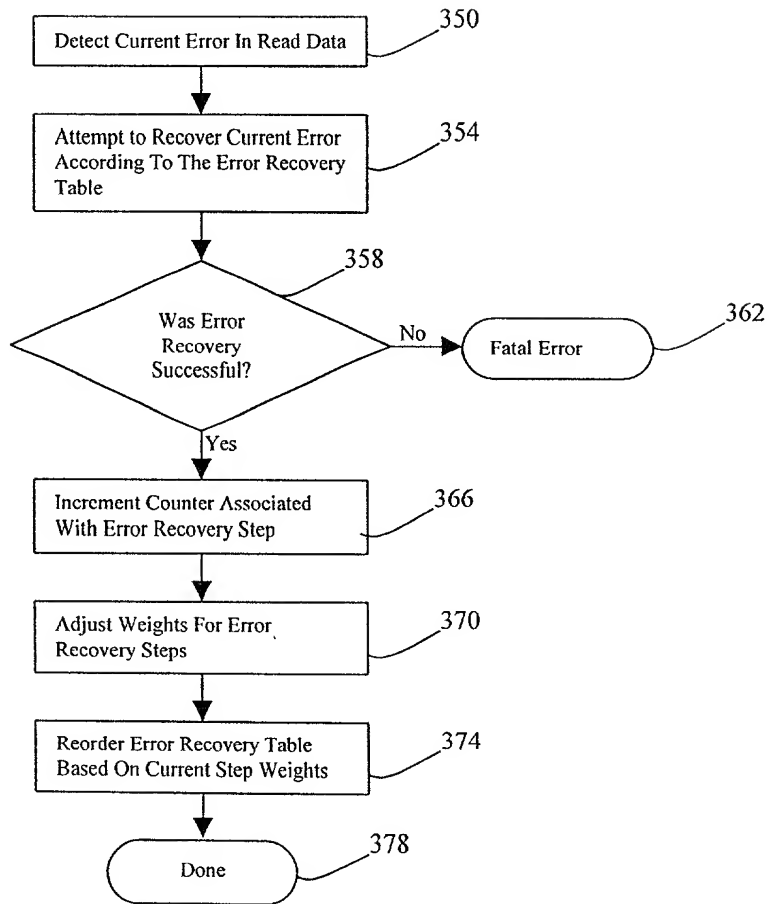 350
Detect Current Error In Read Data
Attempt to Recover Current Error
According To The Error Recovery
Table
354
358
Was Error
Recovery
Successful?
No
Fatal Error
362
Yes
Increment Counter Associated
With Error Recovery Step
366
Adjust Weights For Error
Recovery Steps
370
Reorder Error Recovery Table
Based On Current Step Weights
374
Done
378